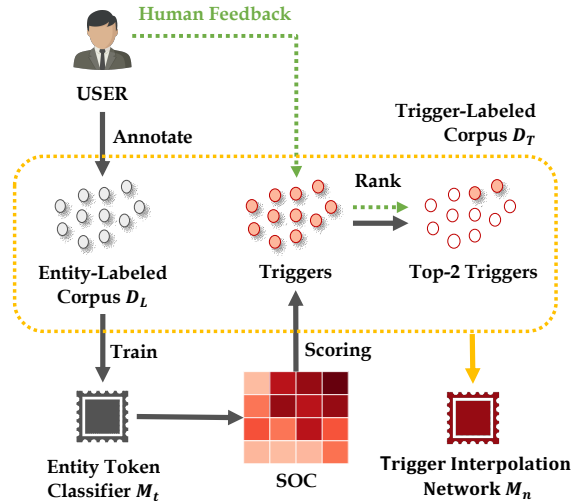 Human Feedback
USER
Annotate
Trigger-Labeled
Corpus D_T
Rank
Entity-Labeled
Corpus D_L
Triggers
Top-2 Triggers
Train
Scoring
Entity Token
Classifier M_t
SOC
Trigger Interpolation
Network M_n